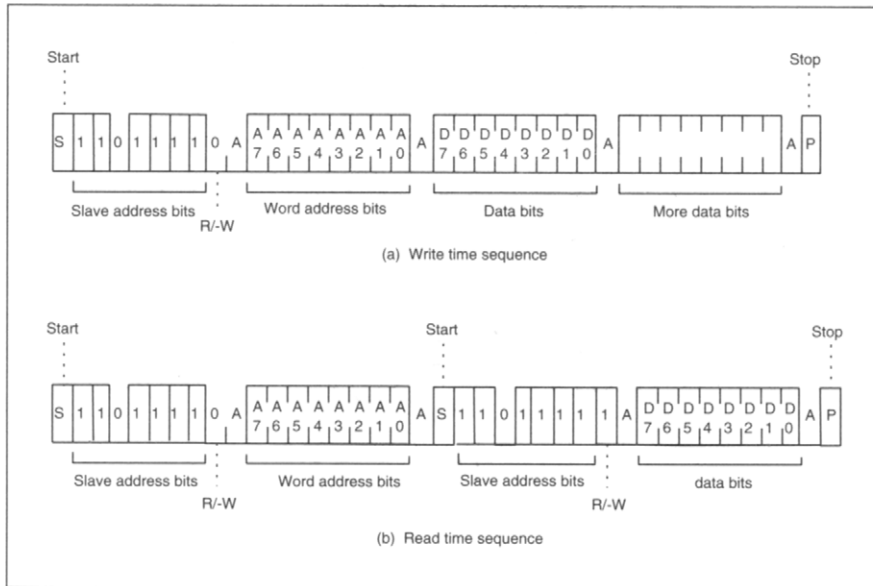 Start Stop
S 1 1 0 1 1 1 1 0 A A7 A6 A5 A4 A3 A2 A1 A0 A D7 D6 D5 D4 D3 D2 D1 D0 A A P
Slave address bits Word address bits Data bits More data bits
R/-W
(a) Write time sequence
Start Start Stop
S 1 1 0 1 1 1 1 0 A A7 A6 A5 A4 A3 A2 A1 A0 A S 1 1 0 1 1 1 1 1 A D7 D6 D5 D4 D3 D2 D1 D0 A P
Slave address bits Word address bits Slave address bits data bits
R/-W R/-W
(b) Read time sequence